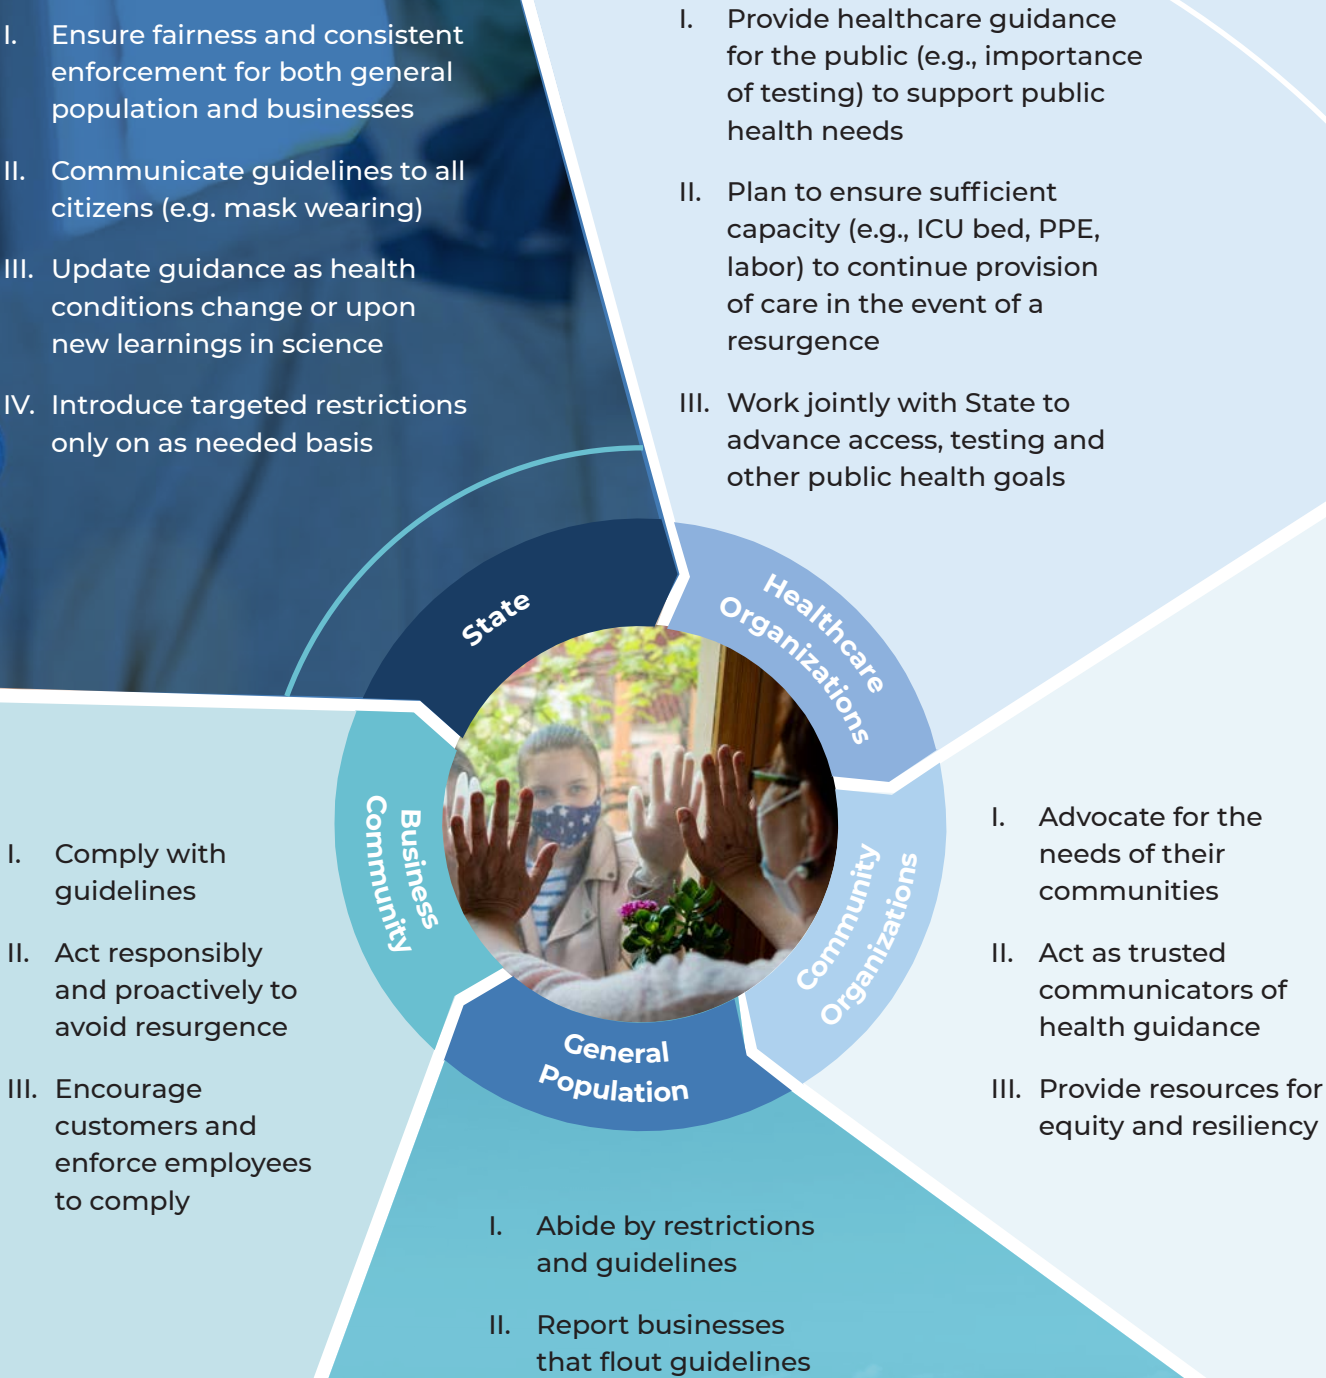 I. Ensure fairness and consistent
enforcement for both general
population and businesses
II. Communicate guidelines to all
citizens (e.g. mask wearing)
III. Update guidance as health
conditions change or upon
new learnings in science
IV. Introduce targeted restrictions
only on as needed basis
I. Provide healthcare guidance
for the public (e.g., importance
of testing) to support public
health needs
II. Plan to ensure sufficient
capacity (e.g., ICU bed, PPE,
labor) to continue provision
of care in the event of a
resurgence
III. Work jointly with State to
advance access, testing and
other public health goals
State
Healthcare
Organizations
Business
Community
Community
Organizations
General
Population
I. Comply with
guidelines
II. Act responsibly
and proactively to
avoid resurgence
III. Encourage
customers and
enforce employees
to comply
I. Advocate for the
needs of their
communities
II. Act as trusted
communicators of
health guidance
III. Provide resources for
equity and resiliency
I. Abide by restrictions
and guidelines
II. Report businesses
that flout guidelines